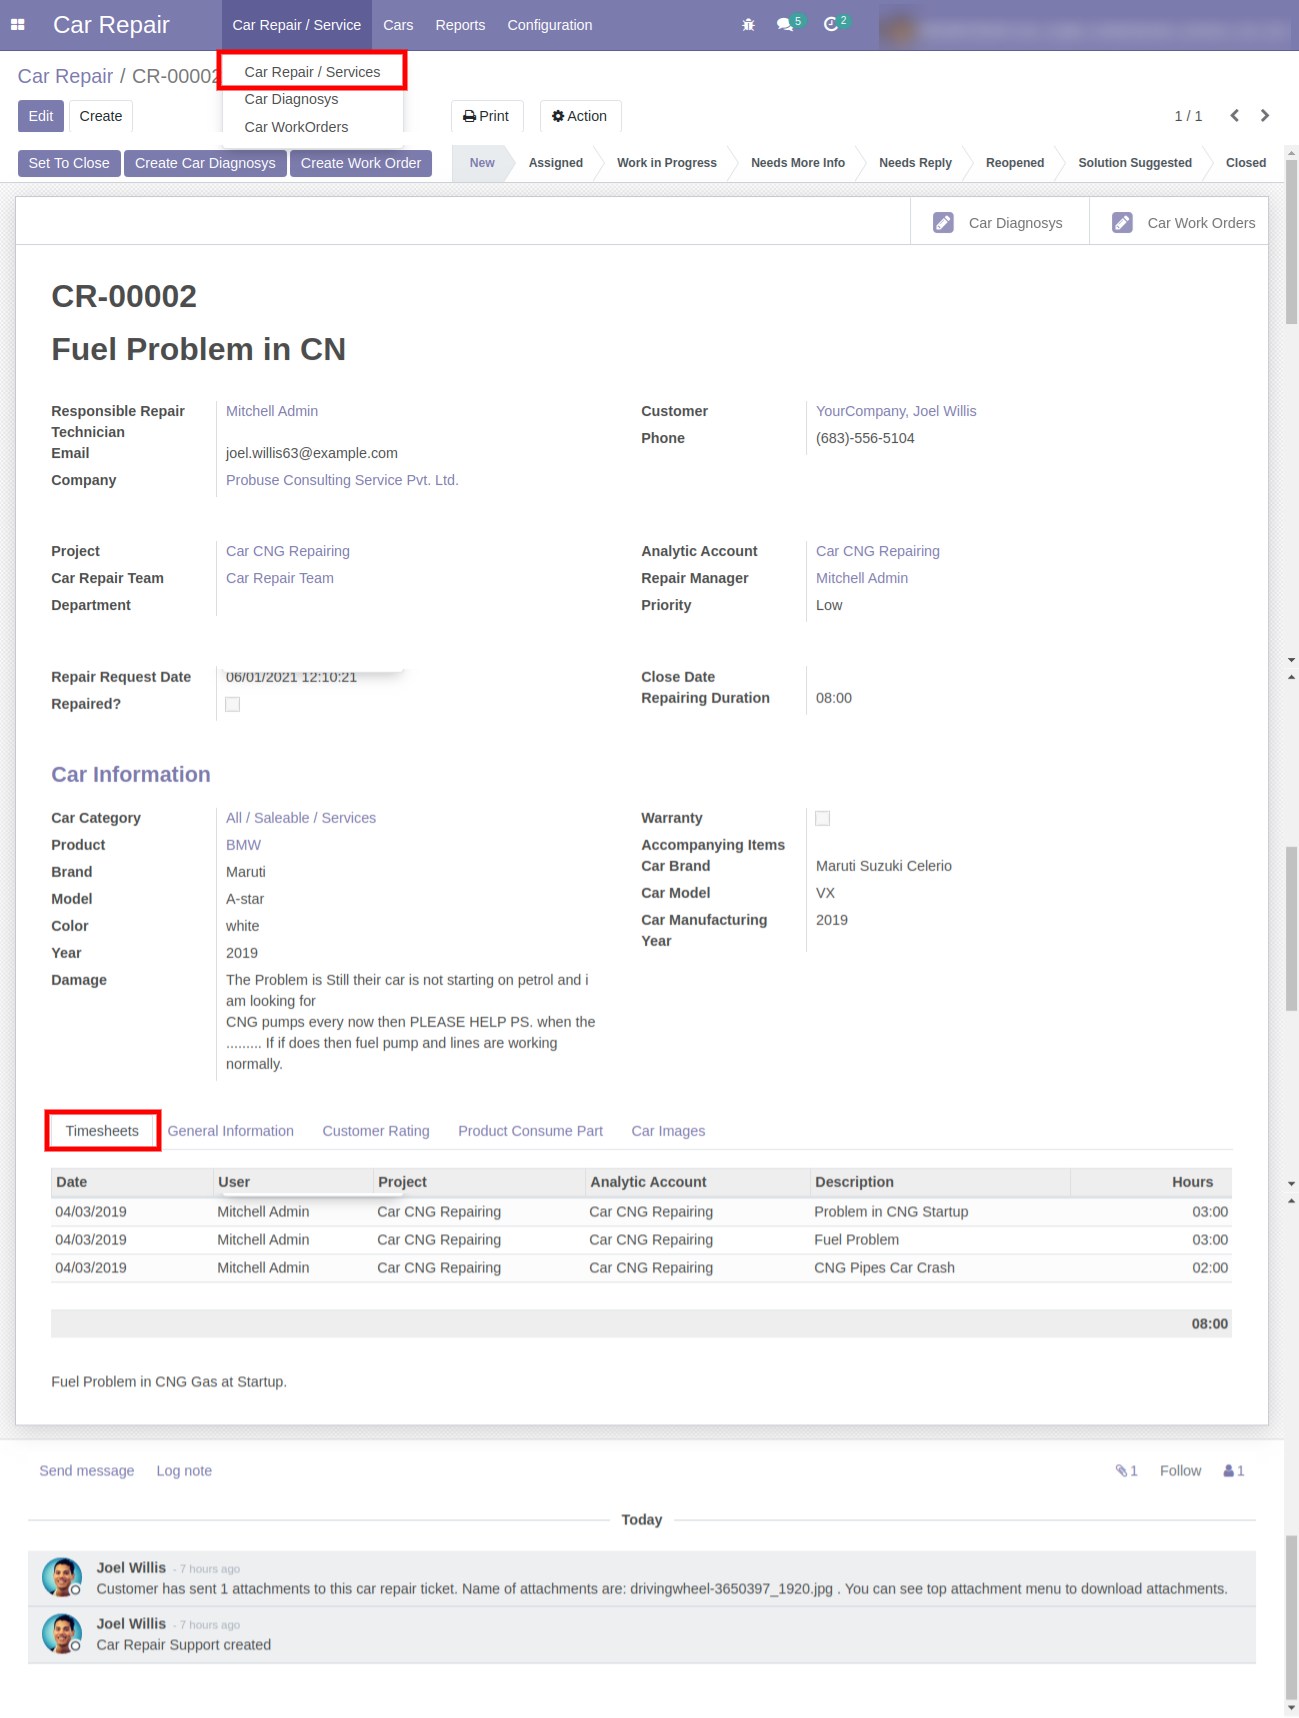 Car Repair
Car Repair / Service Cars Reports Configuration 5 2
Car Repair / CR-00002
Car Repair / Services
Car Diagnosys
Car WorkOrders
Edit Create Print Action 1 / 1
Set To Close Create Car Diagnosys Create Work Order New Assigned Work in Progress Needs More Info Needs Reply Reopened Solution Suggested Closed
Car Diagnosys Car Work Orders
CR-00002
Fuel Problem in CN
Responsible Repair Technician Mitchell Admin Customer YourCompany, Joel Willis
Email joel.willis63@example.com Phone (683)-556-5104
Company Probuse Consulting Service Pvt. Ltd.
Project Car CNG Repairing Analytic Account Car CNG Repairing
Car Repair Team Car Repair Team Repair Manager Mitchell Admin
Department Priority Low
Repair Request Date 06/01/2021 12:10:21 Close Date
Repaired? Repairing Duration 08:00
Car Information
Car Category All / Saleable / Services Warranty
Product BMW Accompanying Items
Brand Maruti Car Brand Maruti Suzuki Celerio
Model A-star Car Model VX
Color white Car Manufacturing Year 2019
Year 2019
Damage The Problem is Still their car is not starting on petrol and i
am looking for
CNG pumps every now then PLEASE HELP PS. when the
......... If if does then fuel pump and lines are working
normally.
Timesheets General Information Customer Rating Product Consume Part Car Images
Date User Project Analytic Account Description Hours
04/03/2019 Mitchell Admin Car CNG Repairing Car CNG Repairing Problem in CNG Startup 03:00
04/03/2019 Mitchell Admin Car CNG Repairing Car CNG Repairing Fuel Problem 03:00
04/03/2019 Mitchell Admin Car CNG Repairing Car CNG Repairing CNG Pipes Car Crash 02:00
08:00
Fuel Problem in CNG Gas at Startup.
Send message Log note 1 Follow 1
Today
Joel Willis - 7 hours ago
Customer has sent 1 attachments to this car repair ticket. Name of attachments are: drivingwheel-3650397_1920.jpg . You can see top attachment menu to download attachments.
Joel Willis - 7 hours ago
Car Repair Support created